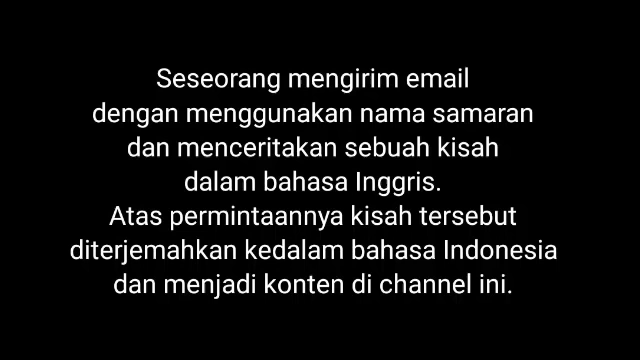 Seseorang mengirim email
dengan menggunakan nama samaran
dan menceritakan sebuah kisah
dalam bahasa Inggris.
Atas permintaannya kisah tersebut
diterjemahkan kedalam bahasa Indonesia
dan menjadi konten di channel ini.